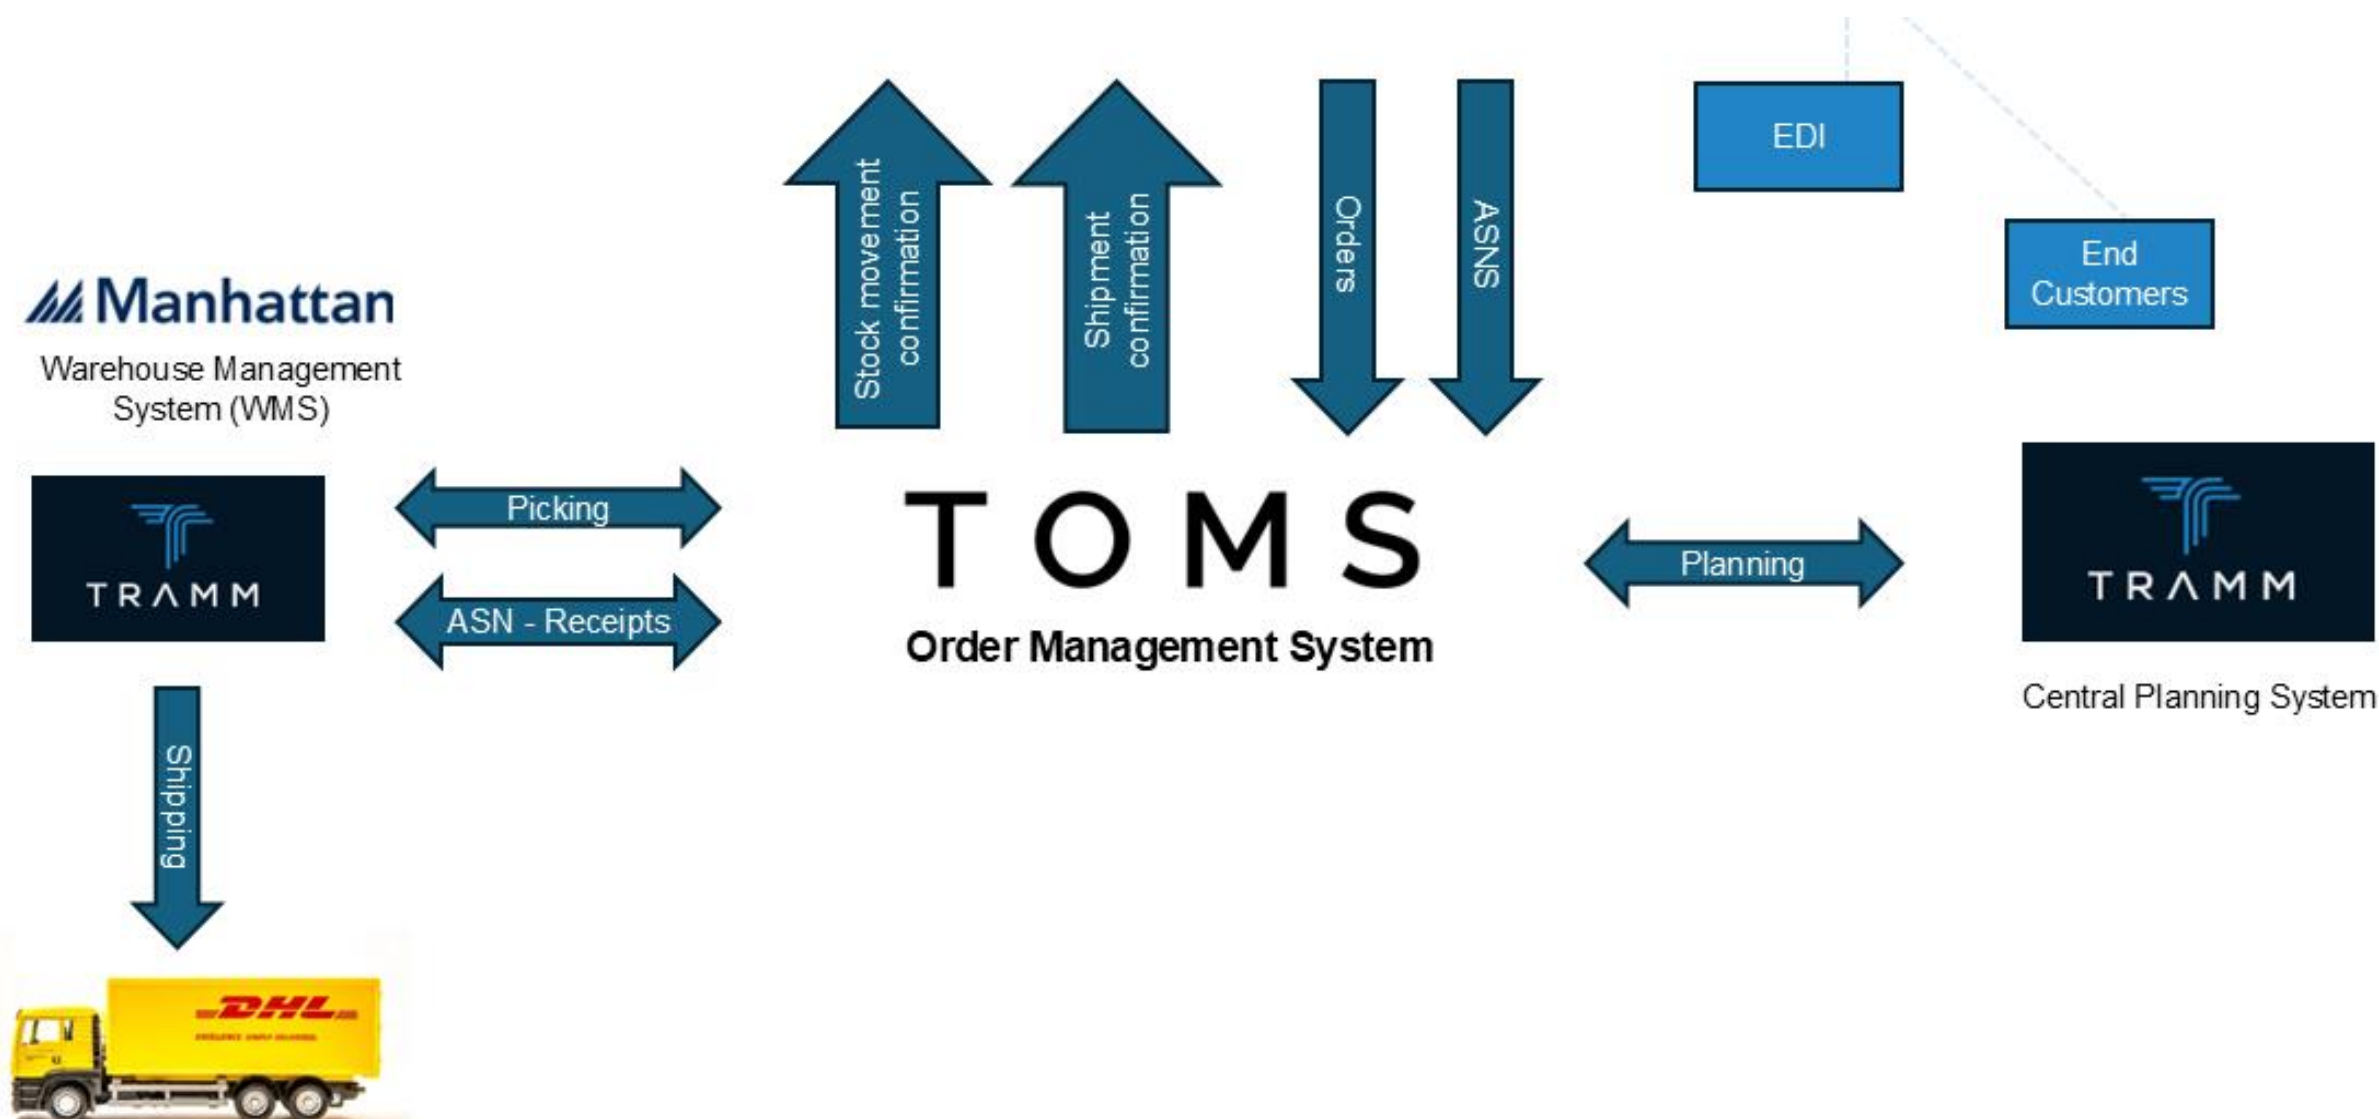 EDI
End
Customers
Stock movement
confirmation
Shipment
confirmation
Orders
ASNS
Manhattan
Warehouse Management
System (WMS)
TRAMM
Picking
ASN - Receipts
TOMS
Order Management System
Planning
TRAMM
Central Planning System
Shipping
DHL